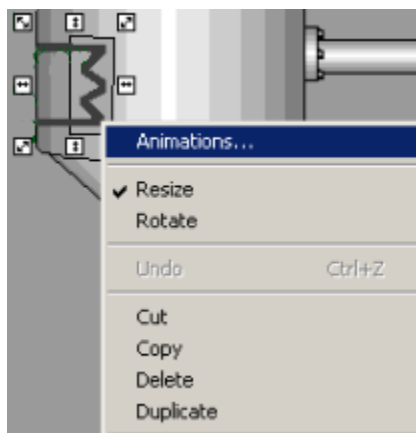 Animations...
Resize
Rotate
Undo Ctrl+Z
Cut
Copy
Delete
Duplicate